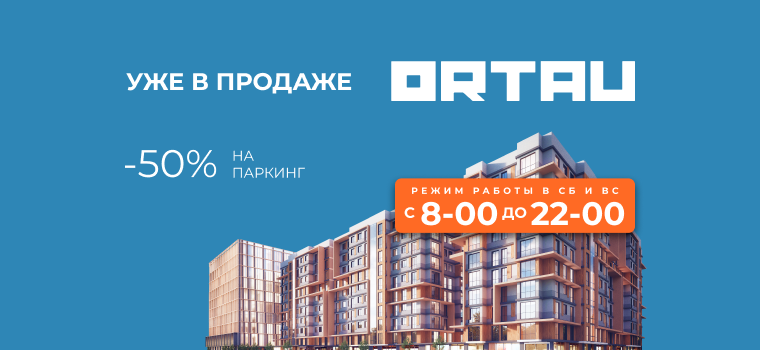 УЖЕ В ПРОДАЖЕ
ORTAU
-50% НА
ПАРКИНГ
РЕЖИМ РАБОТЫ В СБ И ВС
С 8-00 ДО 22-00